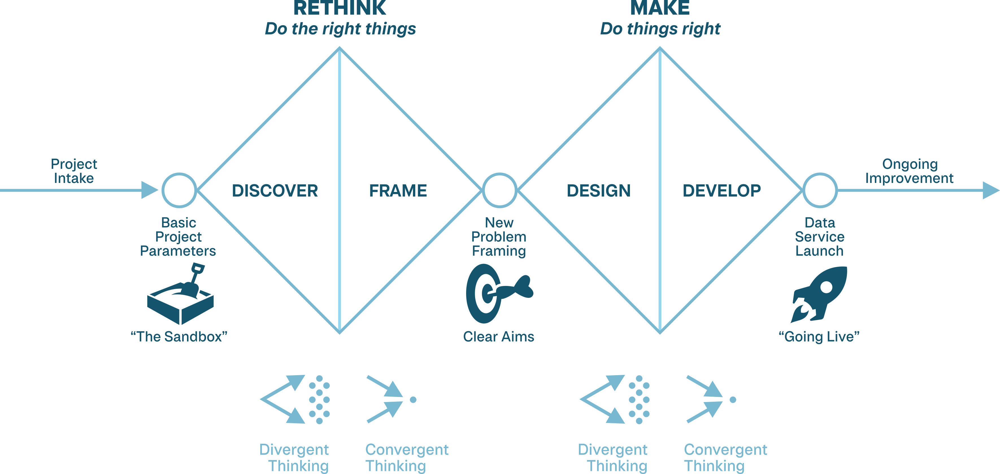 RETHINK
Do the right things
MAKE
Do things right
Project
Intake
DISCOVER
FRAME
DESIGN
DEVELOP
Ongoing
Improvement
Basic
Project
Parameters
“The Sandbox”
New
Problem
Framing
Clear Aims
Data
Service
Launch
“Going Live”
Divergent
Thinking
Convergent
Thinking
Divergent
Thinking
Convergent
Thinking